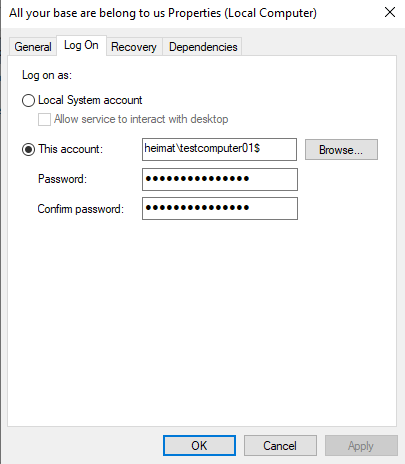 All your base are belong to us Properties (Local Computer)
General Log On Recovery Dependencies
Log on as:
Local System account
Allow service to interact with desktop
This account: heimat\testcomputer01$ Browse...
Password: ●●●●●●●●●●●●●●●
Confirm password: ●●●●●●●●●●●●●●●
OK Cancel Apply